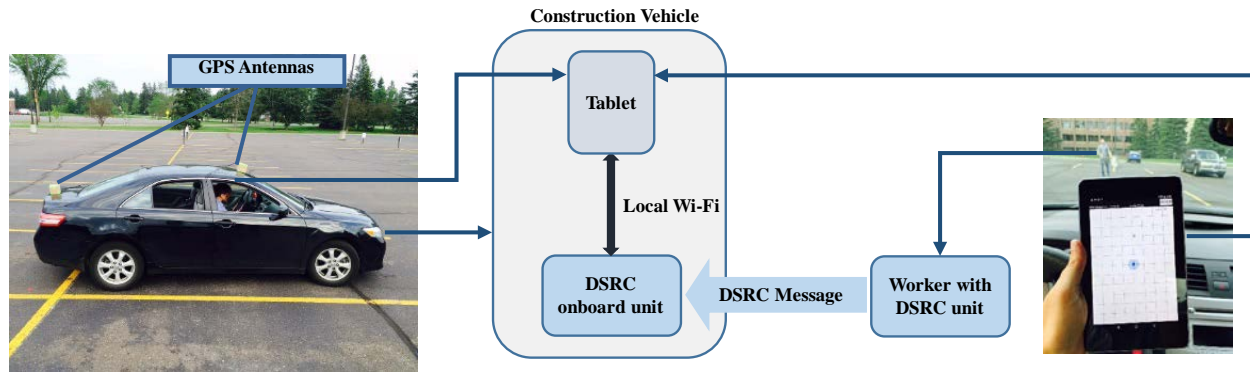 Construction Vehicle
GPS Antennas
Tablet
Local Wi-Fi
DSRC
onboard unit
DSRC Message
Worker with
DSRC unit